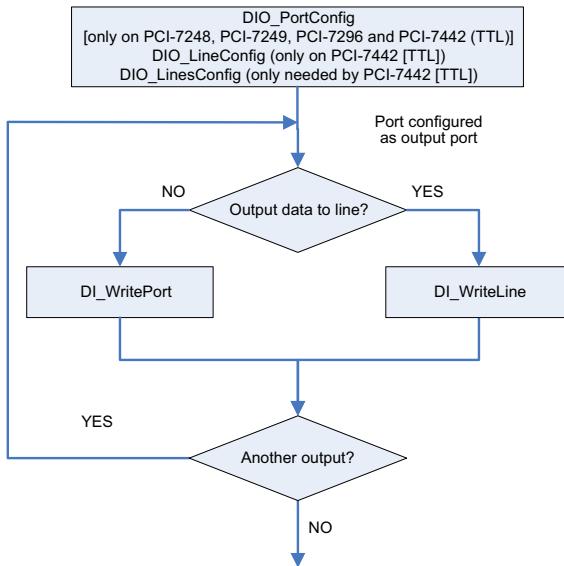 DIO_PortConfig
[only on PCI-7248, PCI-7249, PCI-7296 and PCI-7442 (TTL)]
DIO_LineConfig (only on PCI-7442 [TTL])
DIO_LinesConfig (only needed by PCI-7442 [TTL])
Port configured
as output port
NO
YES
Output data to line?
DI_WritePort
DI_WriteLine
YES
Another output?
NO